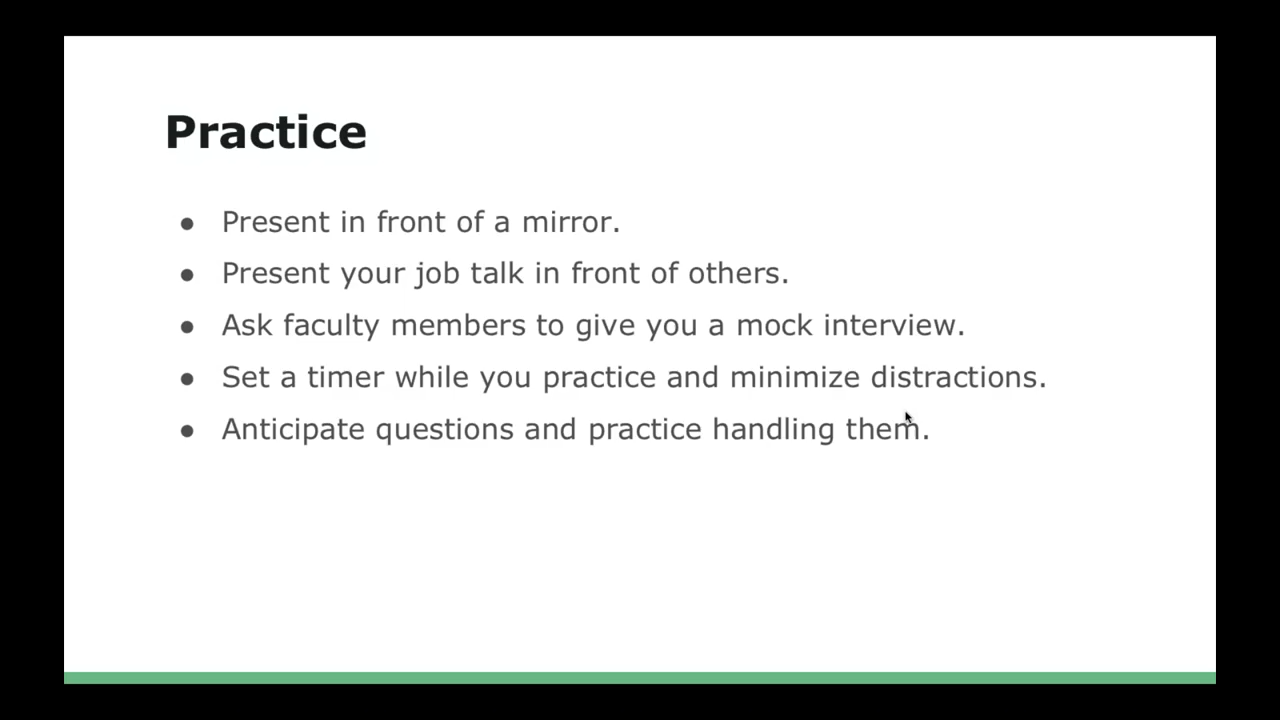 Practice
● Present in front of a mirror.
● Present your job talk in front of others.
● Ask faculty members to give you a mock interview.
● Set a timer while you practice and minimize distractions.
● Anticipate questions and practice handling them.